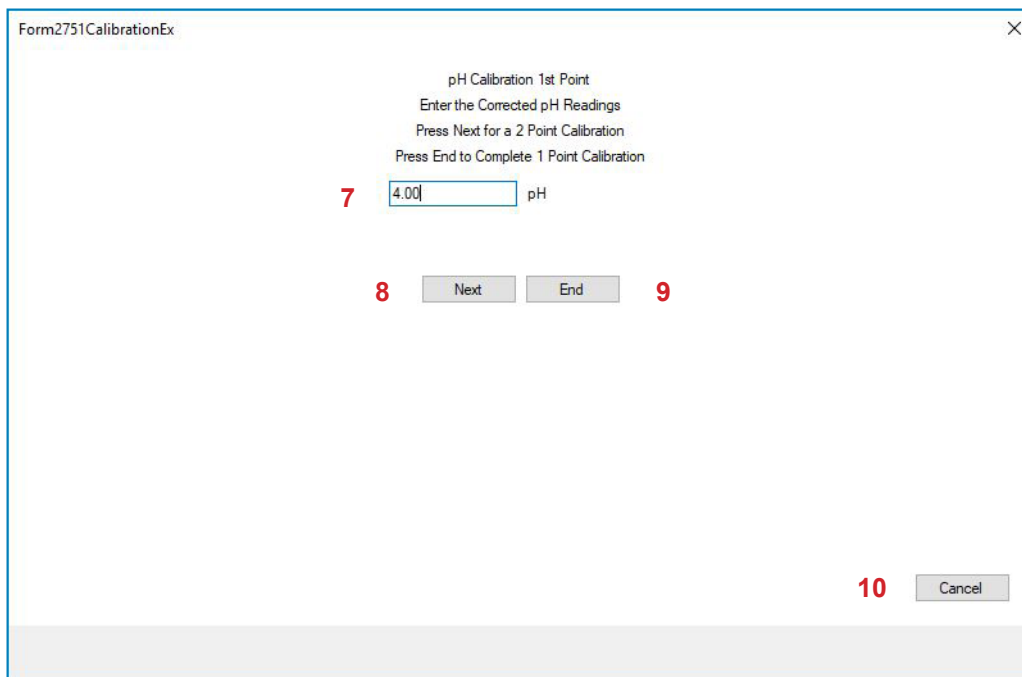 Form2751CalibrationEx
pH Calibration 1st Point
Enter the Corrected pH Readings
Press Next for a 2 Point Calibration
Press End to Complete 1 Point Calibration
7 4.00 pH
8 Next End 9
10 Cancel